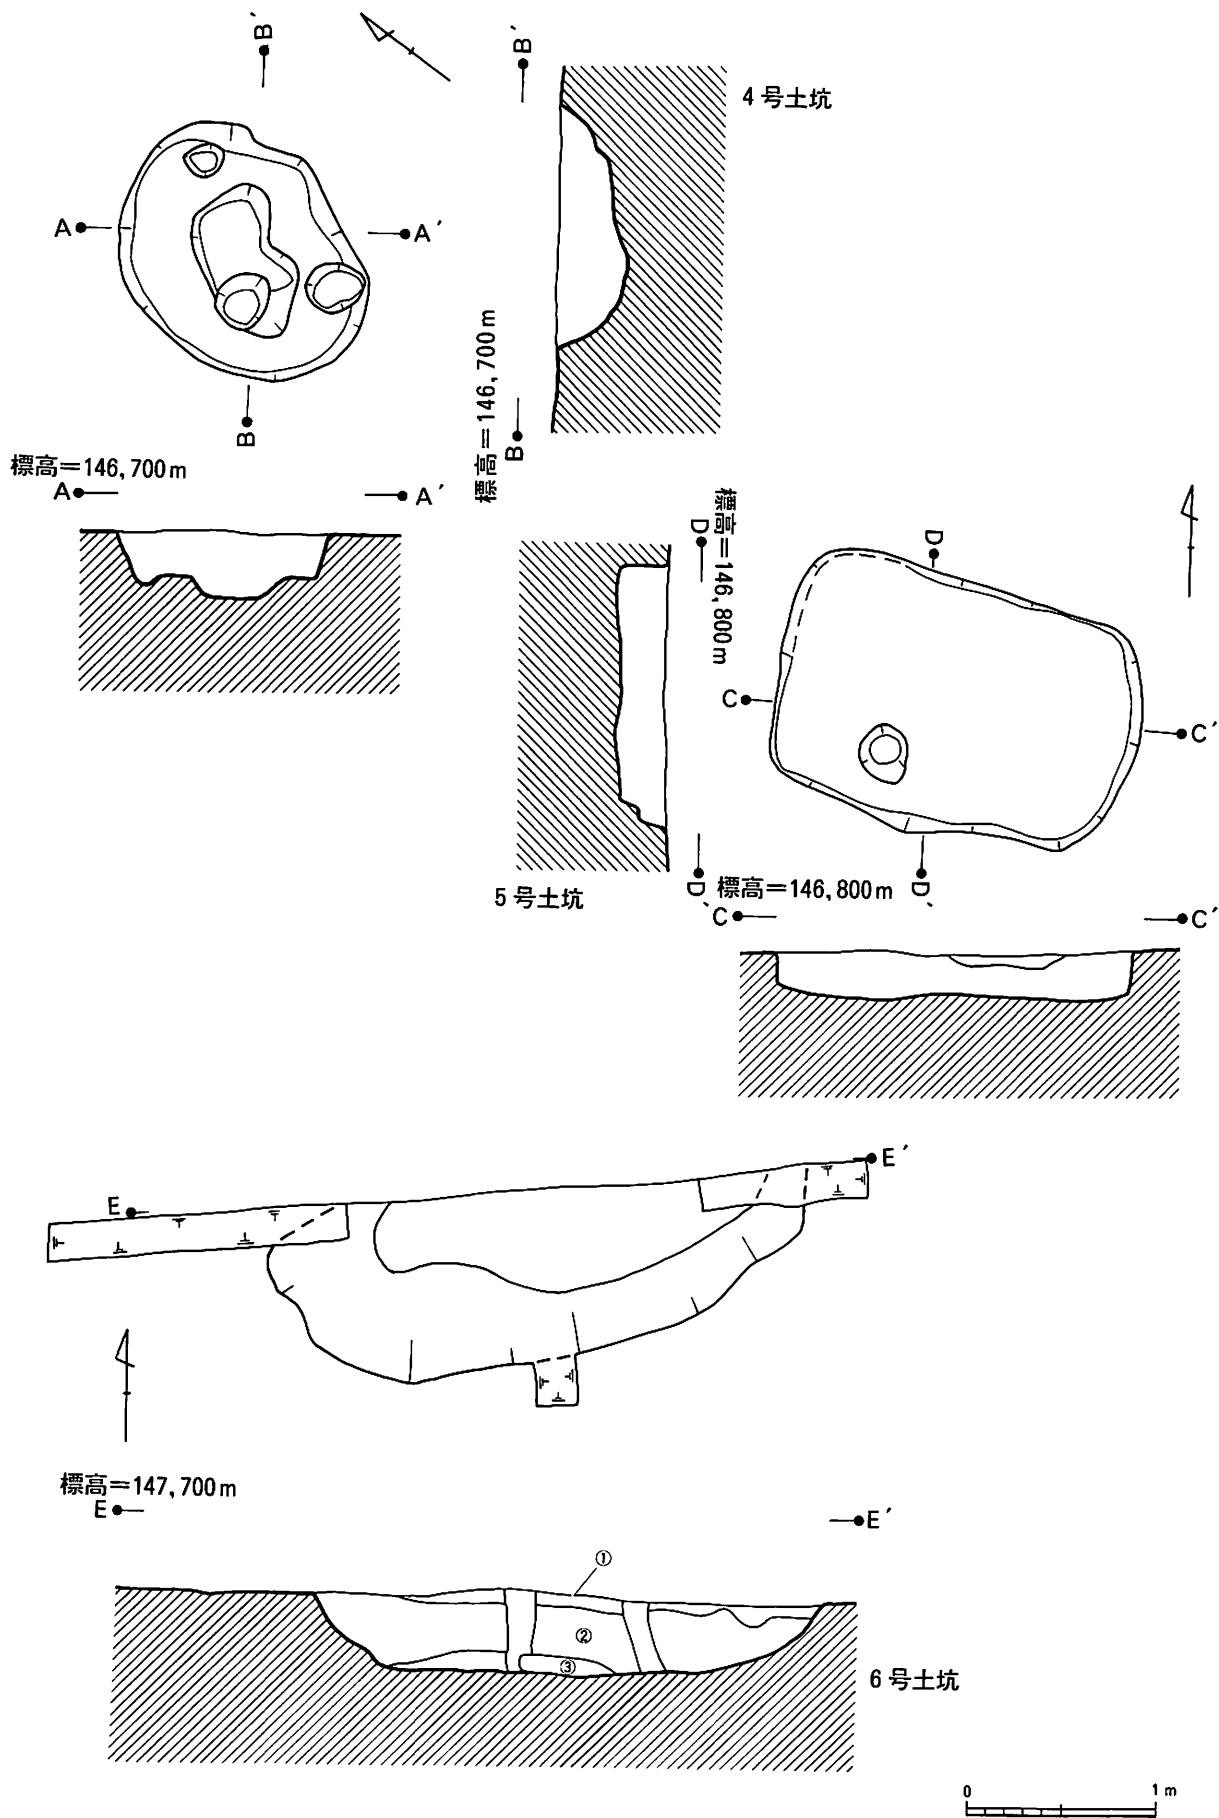 B´
B´
4号土坑
A
A´
B
標高=146,700m
B
標高=146,700m
A
A´
D
標高=146,800m
D
C
C´
5号土坑
D´
標高=146,800m
D´
C
C´
E´
E
標高=147,700m
E
E´
①
②
③
6号土坑
0
1m